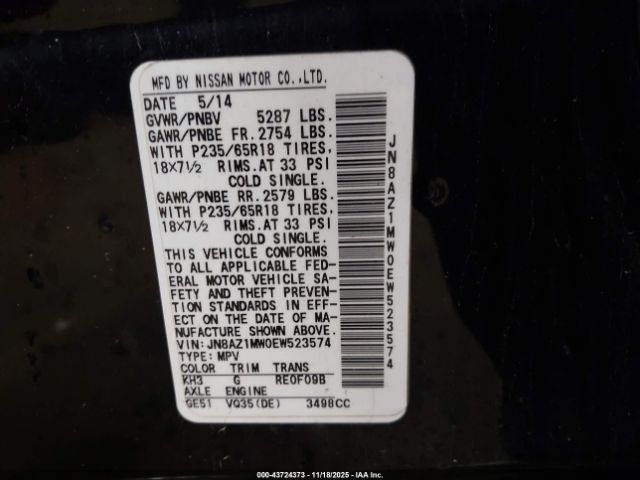 MFD BY NISSAN MOTOR CO.,LTD.
DATE 5/14
GVWR/PNBV 5287 LBS.
GAWR/PNBE FR. 2754 LBS.
WITH P235/65R18 TIRES,
18X7½ RIMS.AT 33 PSI
COLD SINGLE.
GAWR/PNBE RR. 2579 LBS.
WITH P235/65R18 TIRES,
18X7½ RIMS.AT 33 PSI
COLD SINGLE.
THIS VEHICLE CONFORMS
TO ALL APPLICABLE FED-
ERAL MOTOR VEHICLE SA-
FETY AND THEFT PREVEN-
TION STANDARDS IN EFF-
ECT ON THE DATE OF MA-
NUFACTURE SHOWN ABOVE.
VIN: JN8AZ1MW0EW523574
TYPE: MPV
COLOR TRIM TRANS
KH3 G RE0F09B
AXLE ENGINE
GE51 VQ35(DE) 3498CC
JN8AZ1MW0EW523574
000-43724373 — 11/18/2025 — IAA Inc.